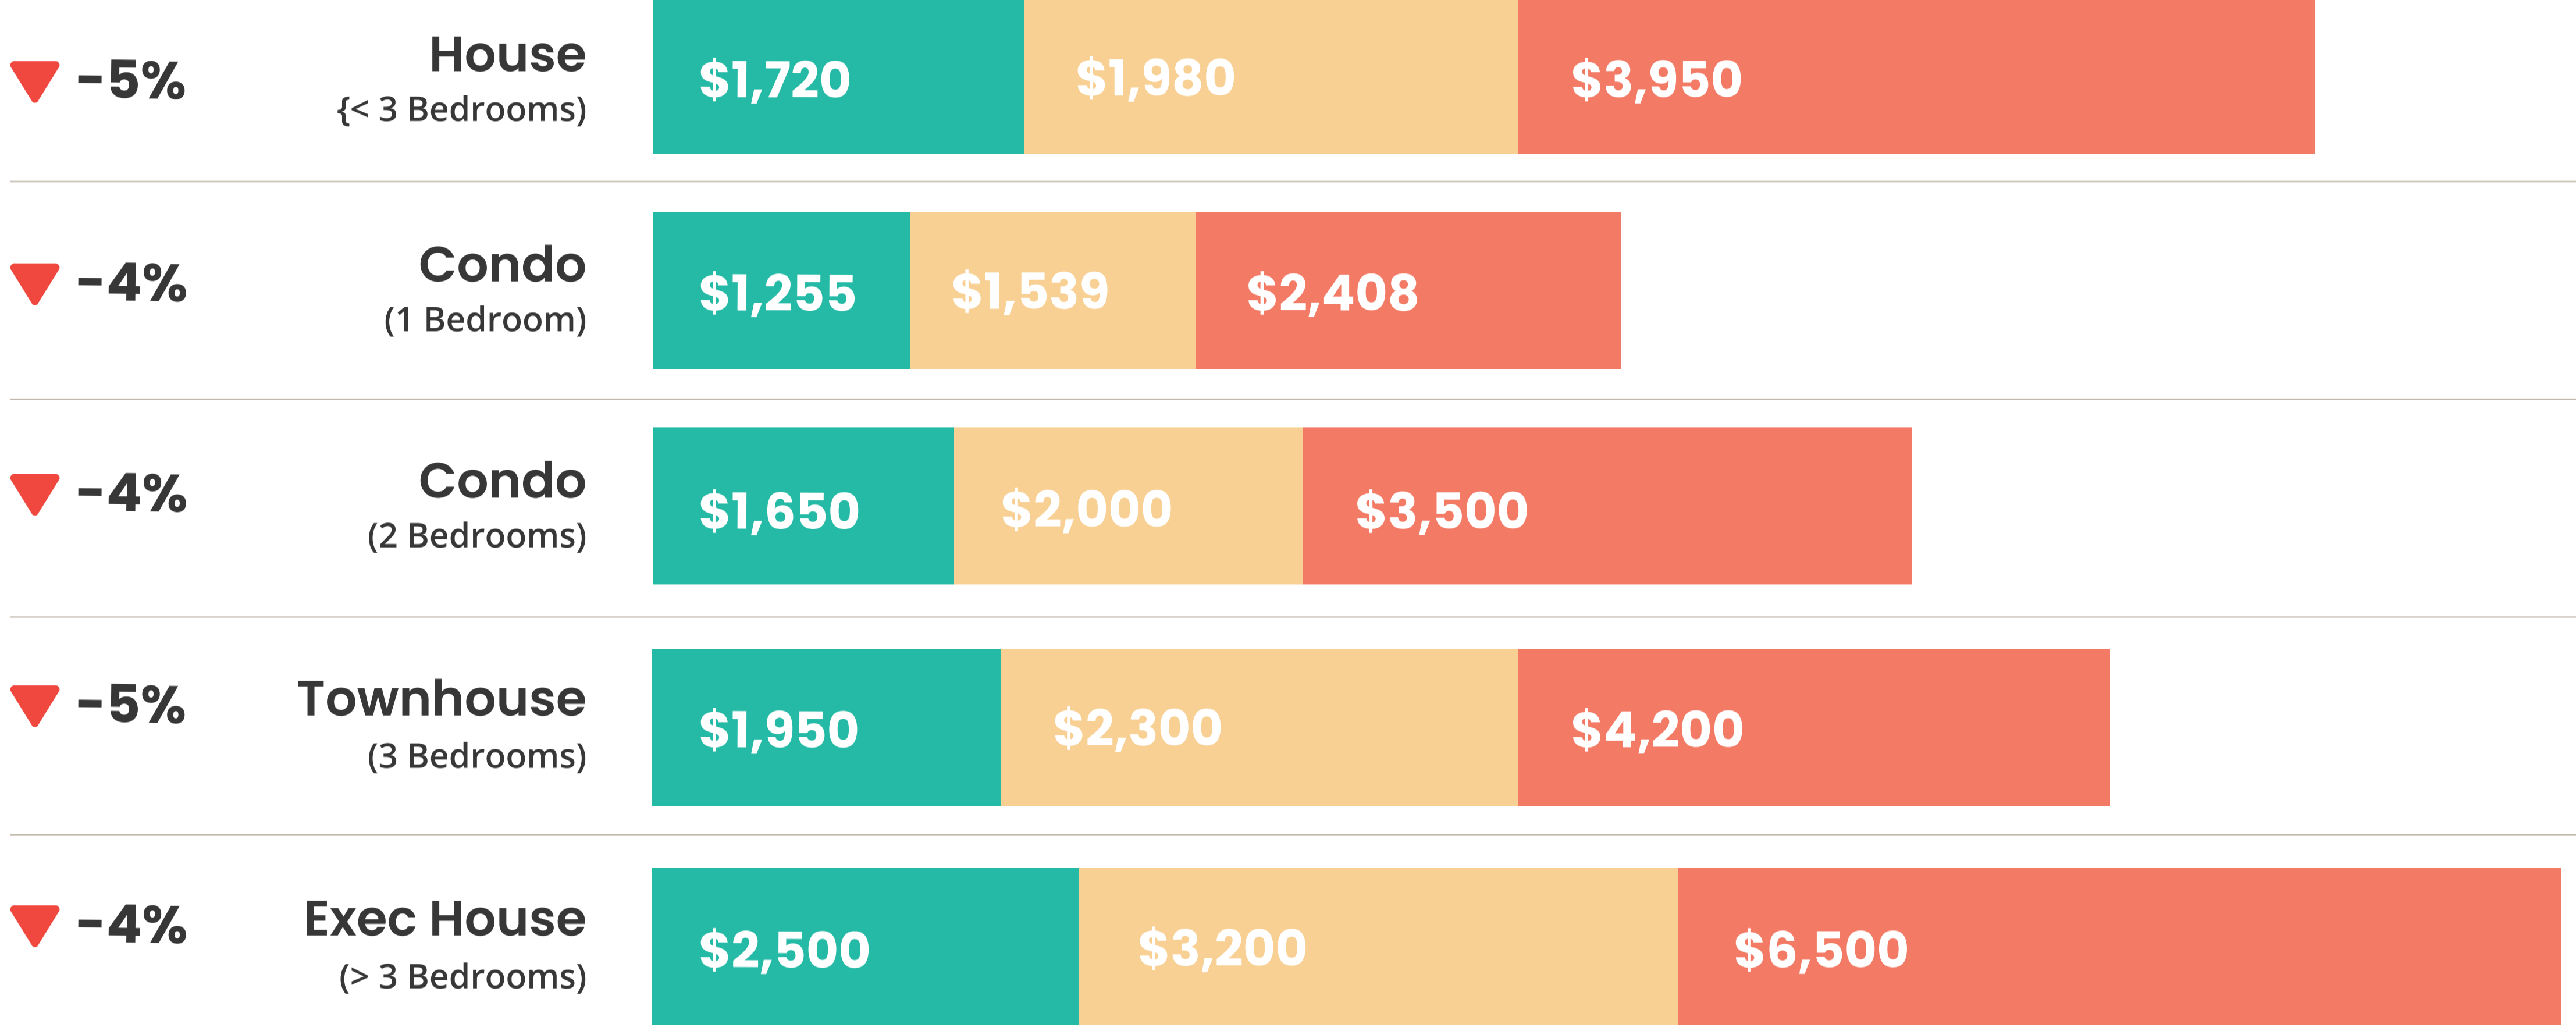 -5%
House
{< 3 Bedrooms)
$1,720
$1,980
$3,950
-4%
Condo
(1 Bedroom)
$1,255
$1,539
$2,408
-4%
Condo
(2 Bedrooms)
$1,650
$2,000
$3,500
-5%
Townhouse
(3 Bedrooms)
$1,950
$2,300
$4,200
-4%
Exec House
(> 3 Bedrooms)
$2,500
$3,200
$6,500